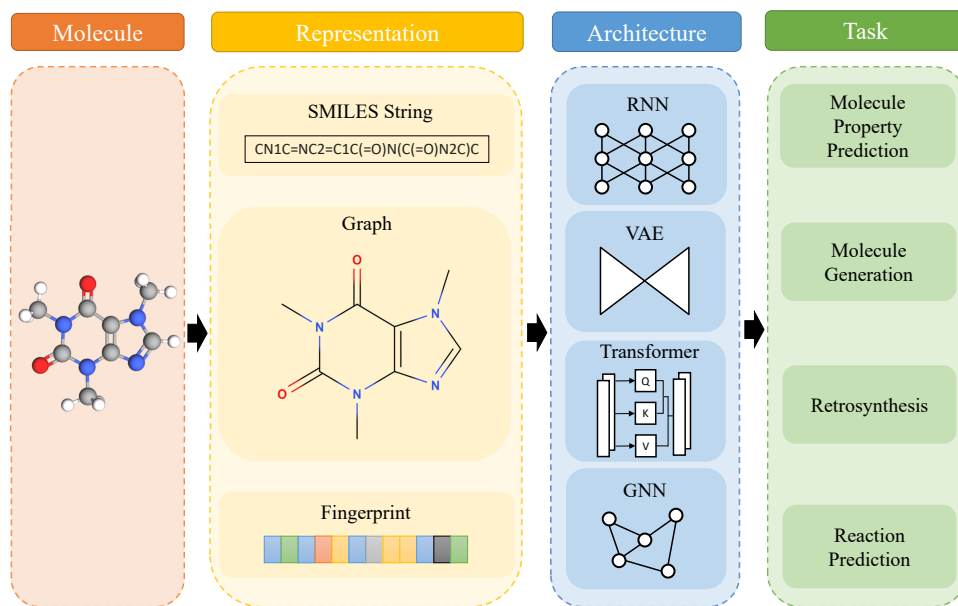 Molecule
Representation
Architecture
Task
SMILES String
CN1C=NC2=C1C(=O)N(C(=O)N2C)C
Graph
O
N
N
O
N
N
Fingerprint
RNN
VAE
Transformer
Q
K
V
GNN
Molecule
Property
Prediction
Molecule
Generation
Retrosynthesis
Reaction
Prediction